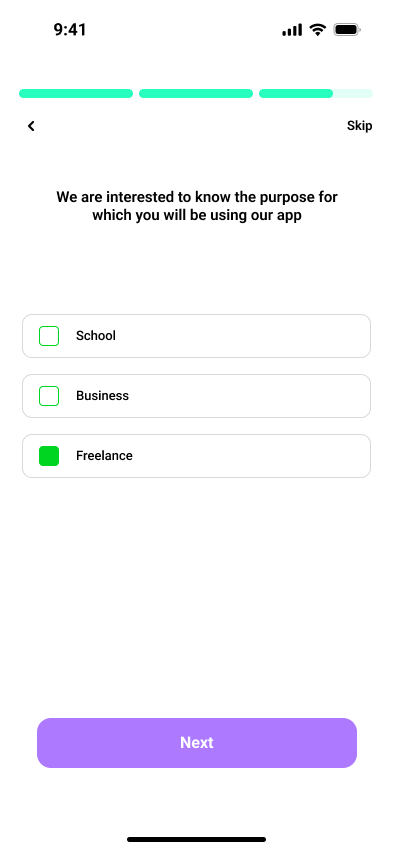 9:41
Skip
We are interested to know the purpose for
which you will be using our app
School
Business
Freelance
Next